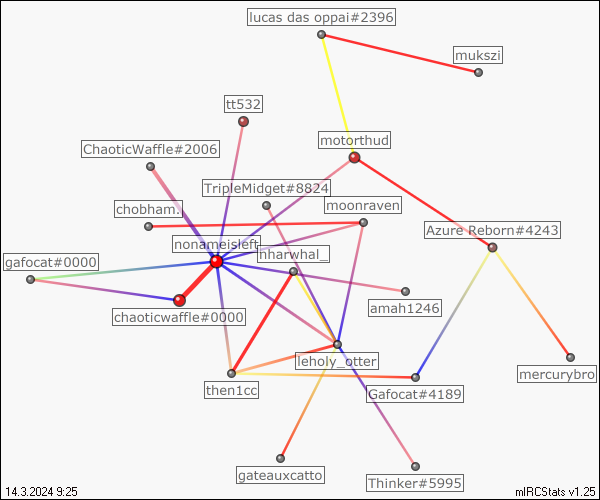 lucas das oppai#2396
mukszi
tt532
motorthud
ChaoticWaffle#2006
TripleMidget#8824
moonraven
chobham.
Azure Reborn#4243
nonameisleft
nharwhal_
gafocat#0000
amah1246
chaoticwaffle#0000
leholy_otter
mercurybro
then1cc
Gafocat#4189
gateauxcatto
Thinker#5995
14.3.2024 9:25
mIRCStats v1.25